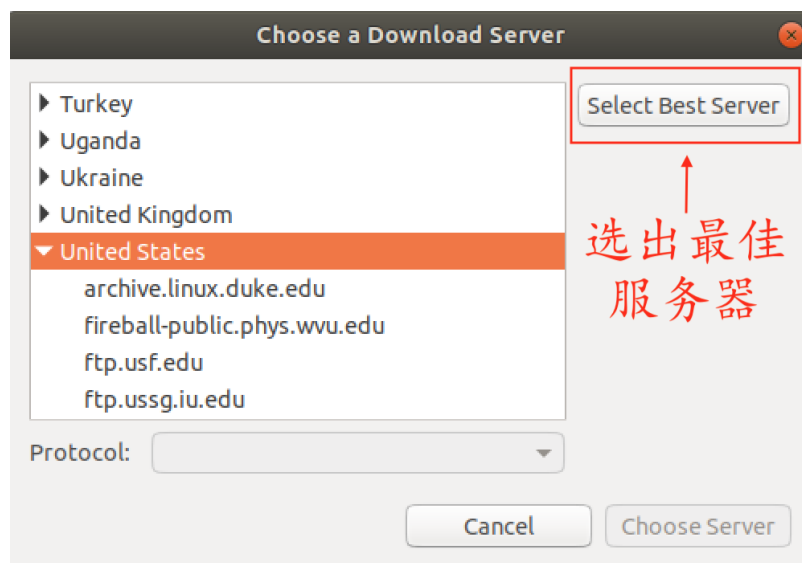 Choose a Download Server
Turkey
Uganda
Ukraine
United Kingdom
United States
archive.linux.duke.edu
fireball-public.phys.wvu.edu
ftp.usf.edu
ftp.ussg.iu.edu
Select Best Server
选出最佳
服务器
Protocol:
Cancel
Choose Server